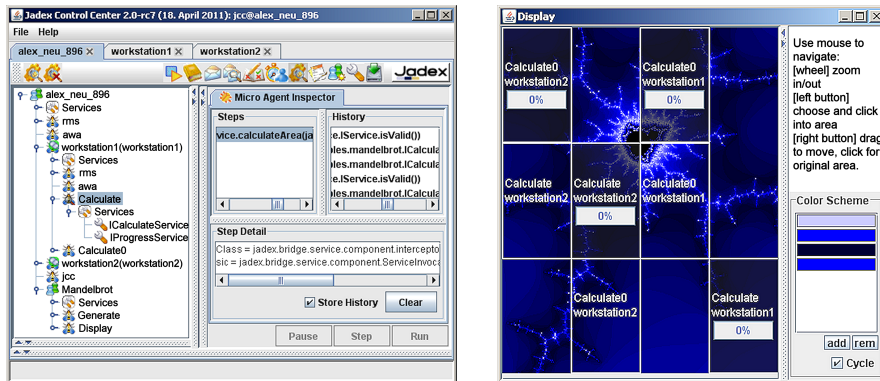 Jadex Control Center 2.0-rc7 (18. April 2011): jcc@alex_neu_896
File Help
alex_neu_896 workstation1 workstation2
Jadex
alex_neu_896
Services
rms
awa
workstation1(workstation1)
Services
rms
awa
Calculate
Services
ICalculateService
IProgressService
Calculate0
workstation2(workstation2)
jcc
Mandelbrot
Services
Generate
Display
Micro Agent Inspector
Steps
vice.calculateArea(ja
History
e.IService.isValid())
oles.mandelbrot.ICalcula
e.IService.isValid())
oles.mandelbrot.ICalcula
Step Detail
Class = jadex.bridge.service.component.intercepto
sic = jadex.bridge.service.component.ServiceInvoca
Store History Clear
Pause Step Run
Display
Calculate0
workstation2
0%
Calculate0
workstation1
0%
Calculate
workstation2
Calculate
workstation2
0%
Calculate0
workstation1
Calculate0
workstation2
Calculate
workstation1
0%
Use mouse to
navigate:
[wheel] zoom
in/out
[left button]
choose and click
into area
[right button] drag
to move, click for
original area.
Color Scheme
add rem
Cycle